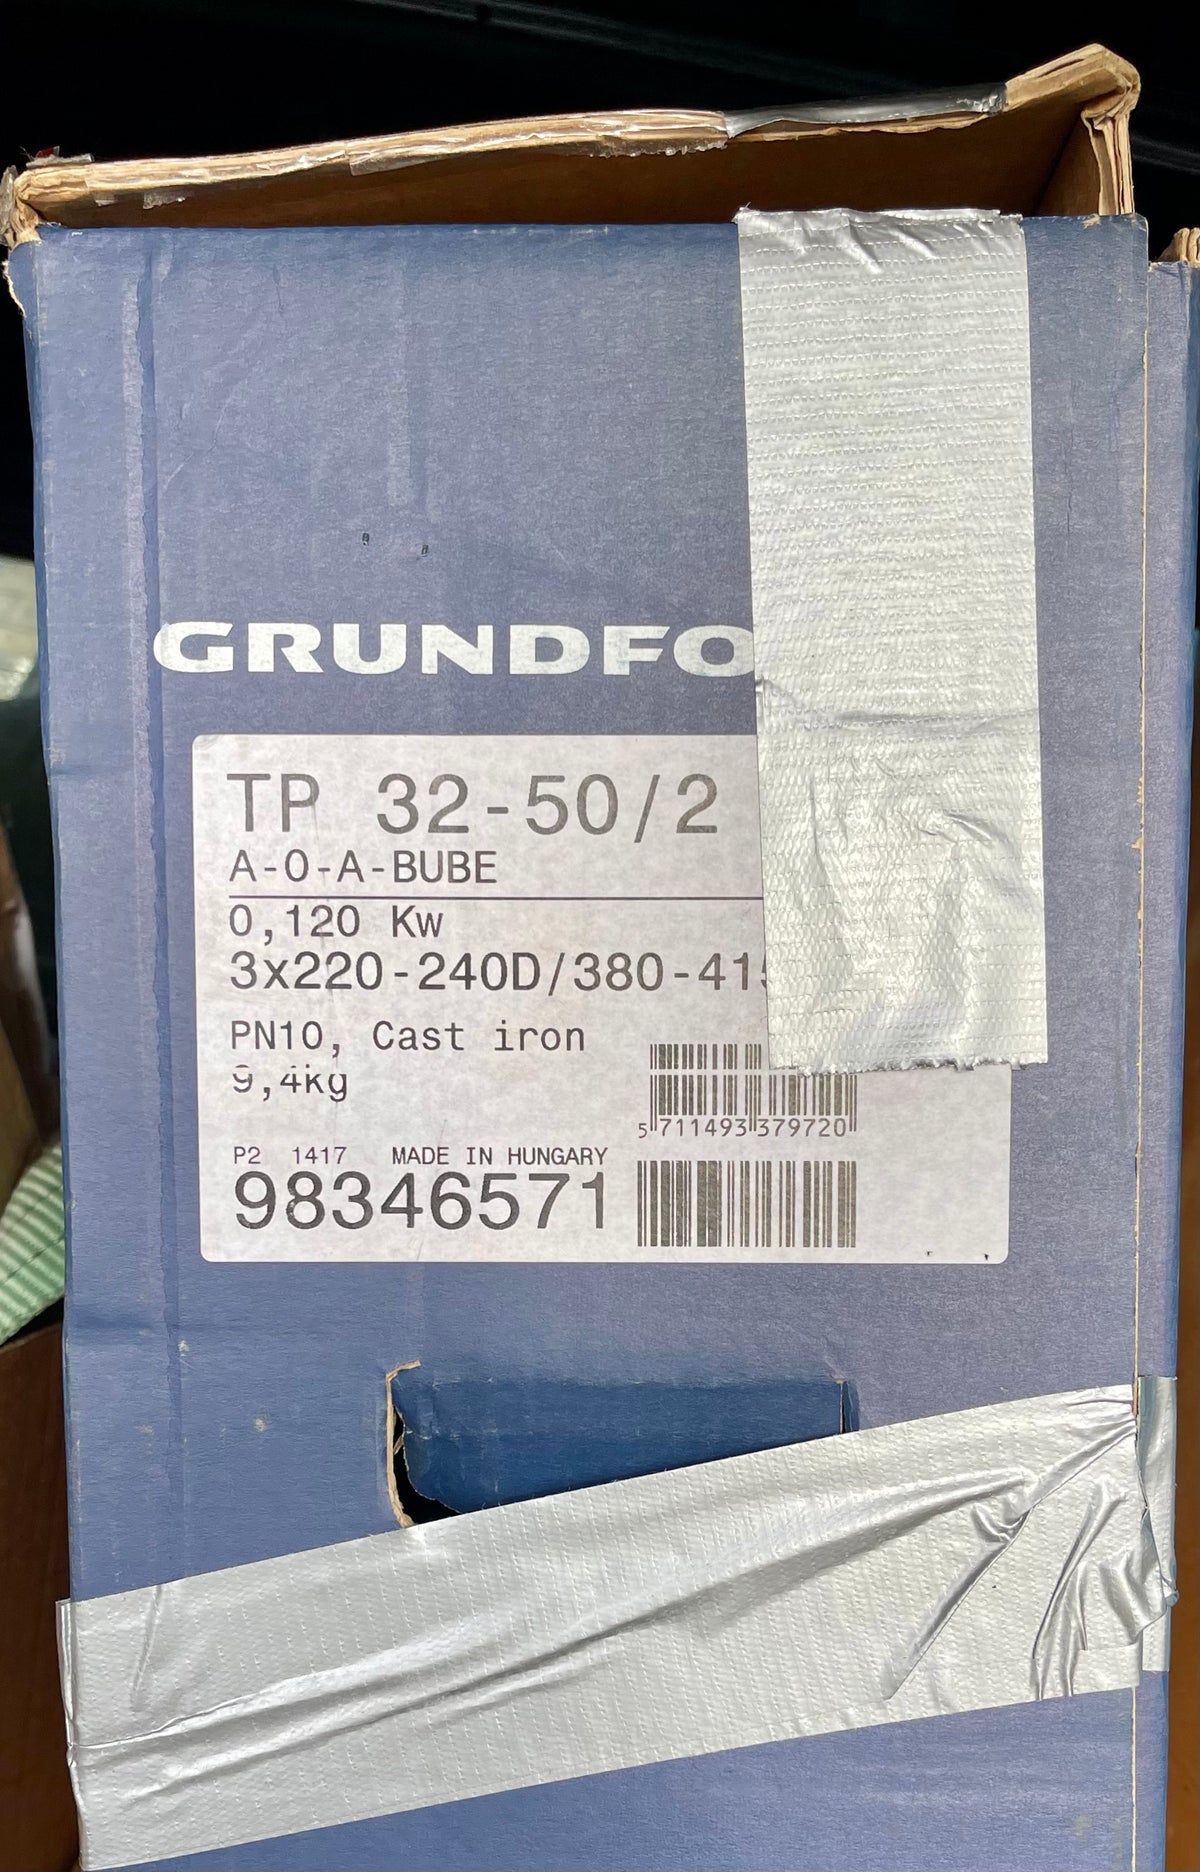 GRUNDFO
TP 32-50/2
A-O-A-BUBE
0,120 Kw
3x220-240D/380-415
PN10, Cast iron
9,4kg
5 711493 379720
P2 1417 MADE IN HUNGARY
98346571